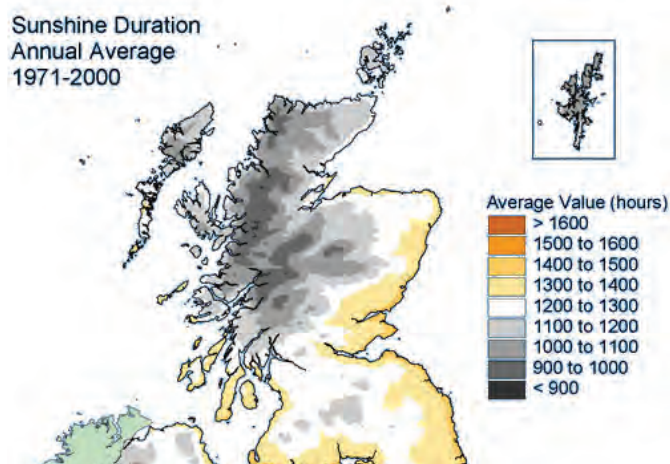 Sunshine Duration
Annual Average
1971-2000
Average Value (hours)
> 1600
1500 to 1600
1400 to 1500
1300 to 1400
1200 to 1300
1100 to 1200
1000 to 1100
900 to 1000
< 900